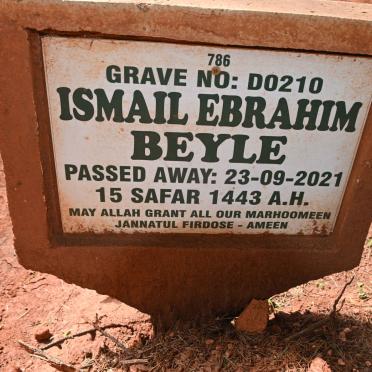 786
GRAVE NO: D0210
ISMAIL EBRAHIM
BEYLE
PASSED AWAY: 23-09-2021
15 SAFAR 1443 A.H.
MAY ALLAH GRANT ALL OUR MARHOOMEEN
JANNATUL FIRDOSE - AMEEN